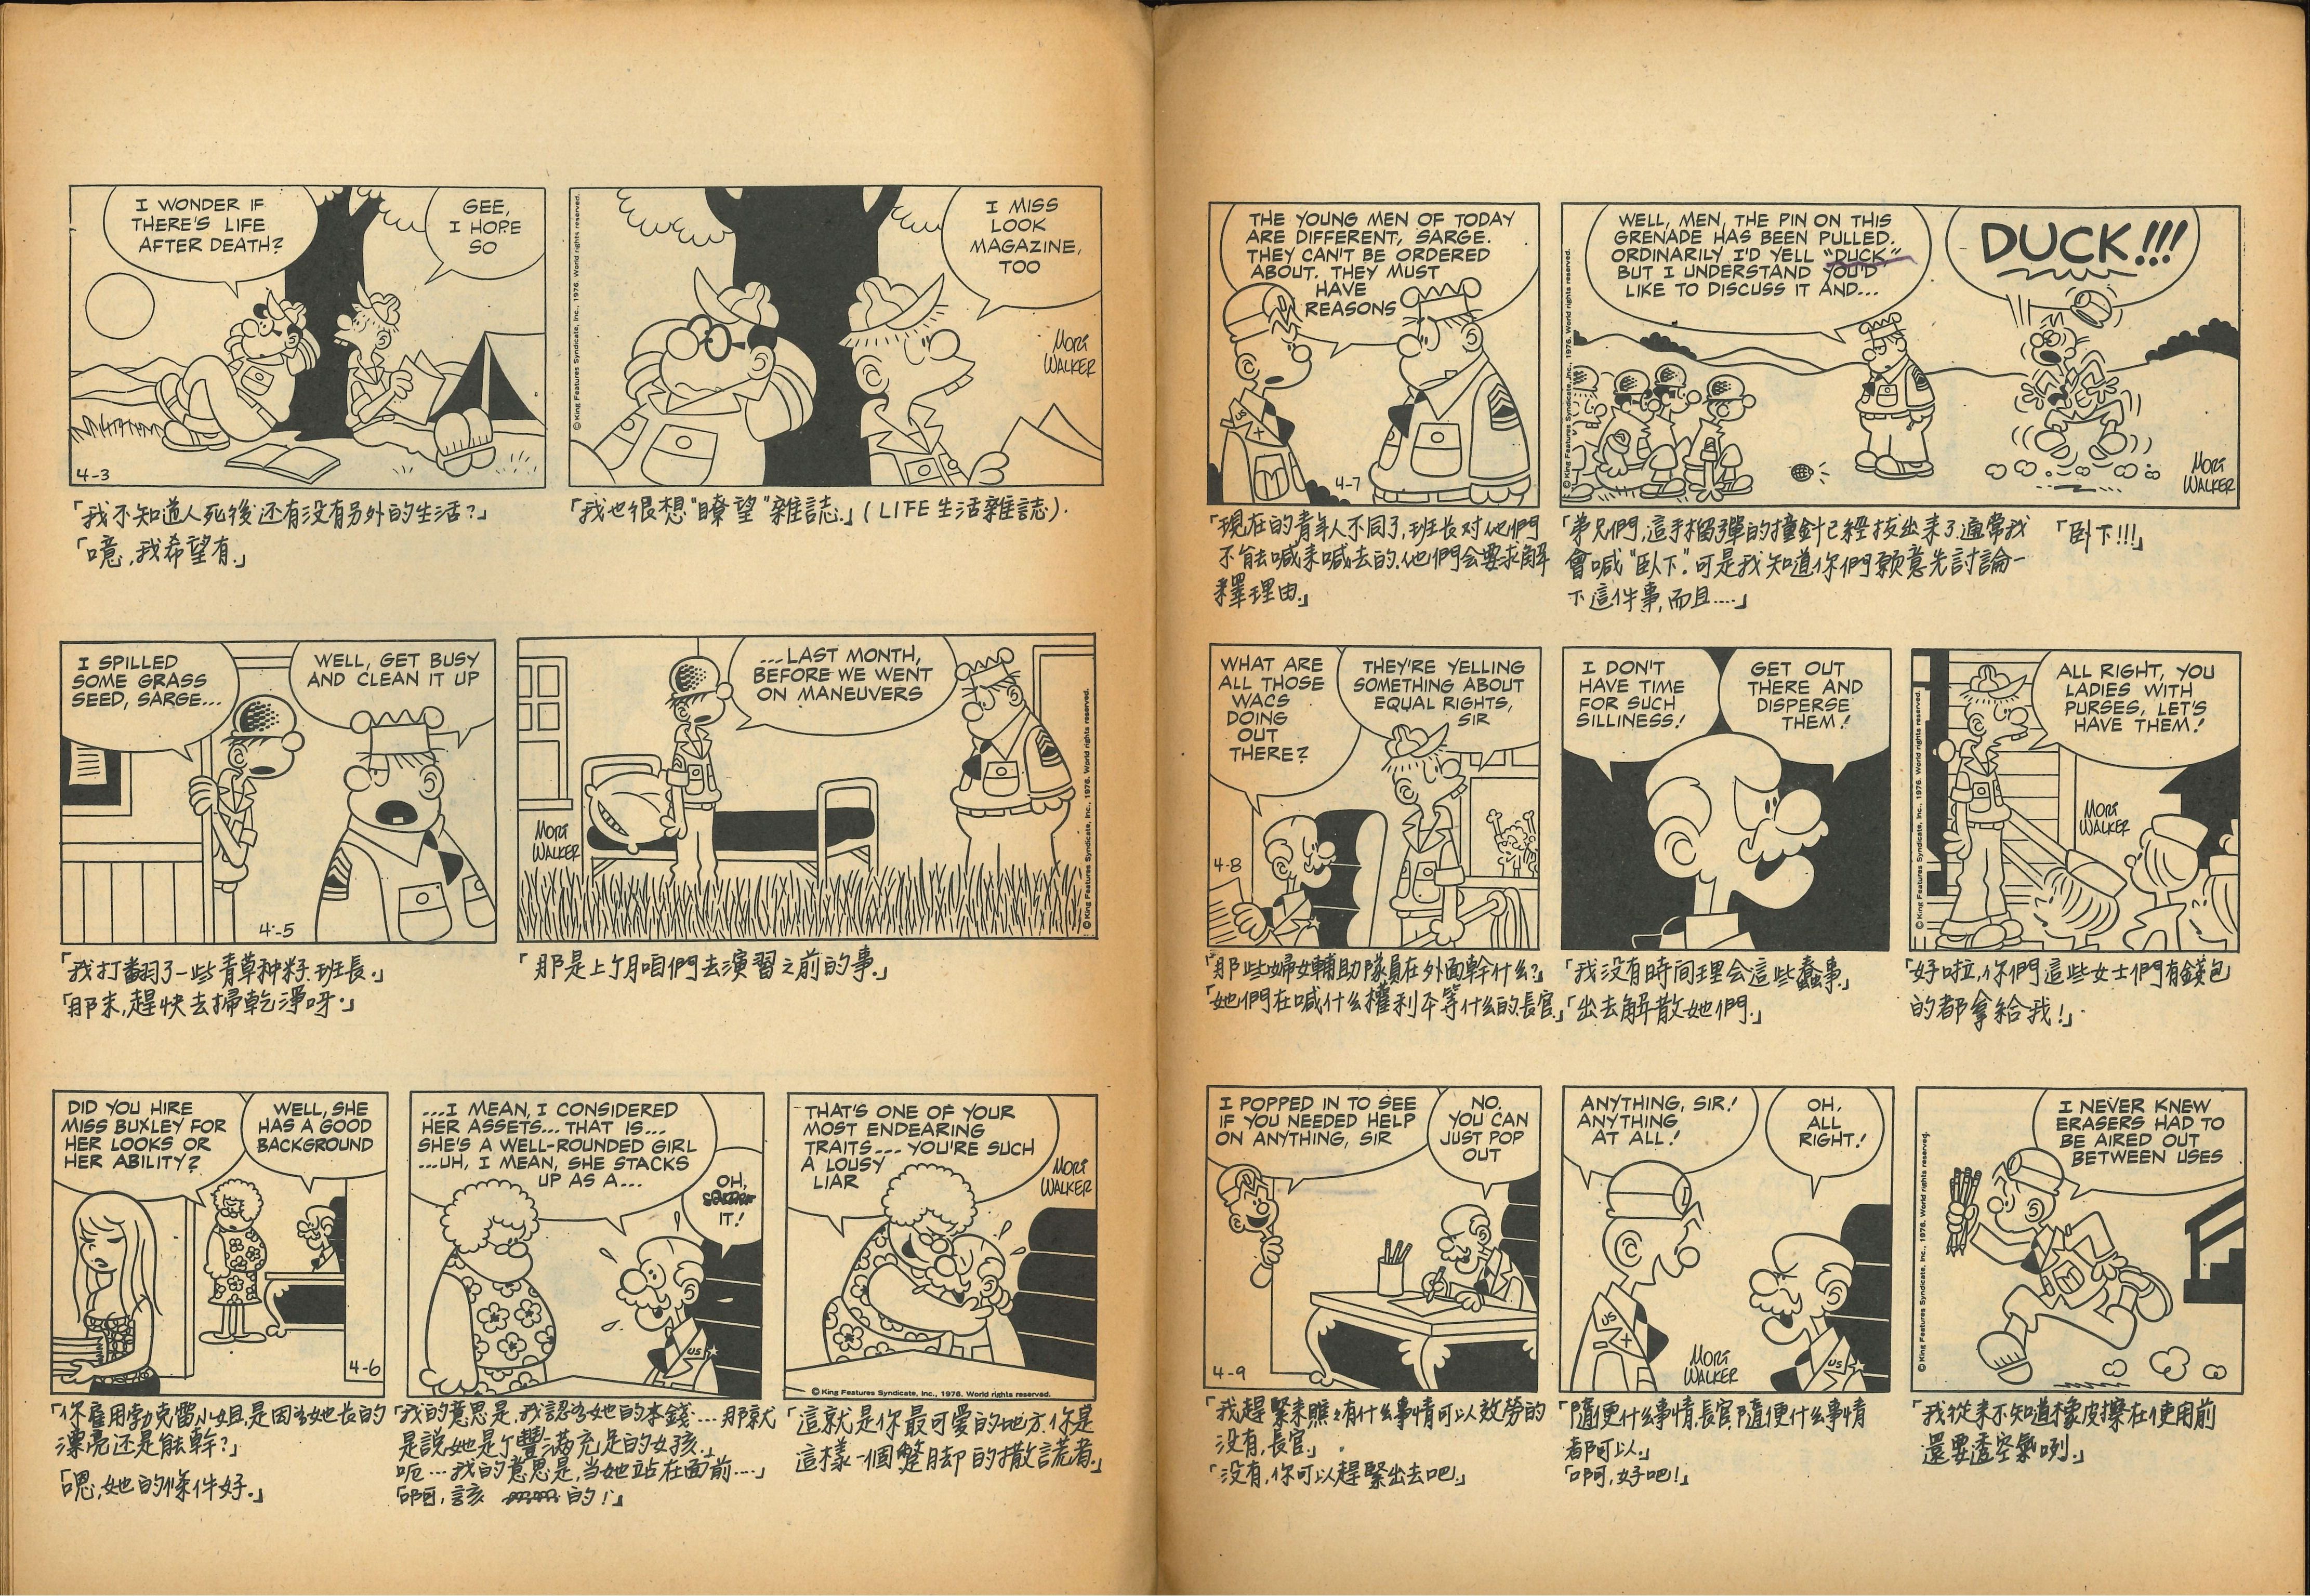 I WONDER IF
THERE'S LIFE
AFTER DEATH?
GEE,
I HOPE
SO
4-3
© King Features Syndicate, Inc., 1976. World rights reserved.
I MISS
LOOK
MAGAZINE,
TOO
MORT
WALKER
「我不知道人死後还有没有另外的生活?」
「噫,我希望有.」
「我也很想"瞭望"雜誌.」(LIFE 生活雜誌).
I SPILLED
SOME GRASS
SEED, SARGE...
WELL, GET BUSY
AND CLEAN IT UP
4-5
...LAST MONTH,
BEFORE WE WENT
ON MANEUVERS
MORT
WALKER
© King Features Syndicate, Inc., 1976. World rights reserved.
「我打翻了一些青草种籽.班長.」
「那末,趕快去掃乾淨呀.」
「那是上个月咱們去演習之前的事.」
DID YOU HIRE
MISS BUXLEY FOR
HER LOOKS OR
HER ABILITY?
WELL, SHE
HAS A GOOD
BACKGROUND
4-6
...I MEAN, I CONSIDERED
HER ASSETS... THAT IS...
SHE'S A WELL-ROUNDED GIRL
...UH, I MEAN, SHE STACKS
UP AS A...
OH,
IT!
THAT'S ONE OF YOUR
MOST ENDEARING
TRAITS... YOU'RE SUCH
A LOUSY
LIAR
MORT
WALKER
© King Features Syndicate, Inc., 1976. World rights reserved.
「你雇用勃克雷小姐,是因为她长的
漂亮还是能幹?」
「嗯,她的條件好.」
「我的意思是,我認为她的本錢....那就
是説,她是个豐滿充足的女孩.」
呃...我的意思是,当她站在面前....」
「啊,該 的!」
「這就是你最可爱的地方.你是
這樣一個蹩脚的撒謊者.」
THE YOUNG MEN OF TODAY
ARE DIFFERENT, SARGE.
THEY CAN'T BE ORDERED
ABOUT. THEY MUST
HAVE
REASONS
4-7
© King Features Syndicate, Inc., 1976. World rights reserved.
WELL, MEN, THE PIN ON THIS
GRENADE HAS BEEN PULLED.
ORDINARILY I'D YELL "DUCK."
BUT I UNDERSTAND YOU'D
LIKE TO DISCUSS IT AND...
DUCK!!!
MORT
WALKER
「現在的青年人不同了,班长.对他們
不能喊来喊去的.他們会要求解
釋理由.」
「弟兄們,這手榴彈的撞針已經拔出来了.通常我
會喊"臥下".可是我知道你們願意先討論一
下這件事,而且....」
「卧下!!!」
WHAT ARE
ALL THOSE
WACS
DOING
OUT
THERE?
THEY'RE YELLING
SOMETHING ABOUT
EQUAL RIGHTS,
SIR
4-8
I DON'T
HAVE TIME
FOR SUCH
SILLINESS!
GET OUT
THERE AND
DISPERSE
THEM!
ALL RIGHT, YOU
LADIES WITH
PURSES, LET'S
HAVE THEM!
MORT
WALKER
© King Features Syndicate, Inc., 1976. World rights reserved.
「那些婦女輔助隊員在外面幹什么?」
「她們在喊什么權利平等什么的.長官.」
「我没有時间理会這些蠢事.」
「出去解散她們.」
「好啦,你們這些女士們有錢包
的都拿給我!」
I POPPED IN TO SEE
IF YOU NEEDED HELP
ON ANYTHING, SIR
NO.
YOU CAN
JUST POP
OUT
4-9
ANYTHING, SIR!
ANYTHING
AT ALL!
OH,
ALL
RIGHT!
MORT
WALKER
© King Features Syndicate, Inc., 1976. World rights reserved.
I NEVER KNEW
ERASERS HAD TO
BE AIRED OUT
BETWEEN USES
「我趕緊来瞧々有什么事情可以效勞的
没有,長官」
「没有,你可以趕緊出去吧.」
「隨便什么事情,長官.隨便什么事情
都可以.」
「啊,好吧!」
「我從来不知道橡皮擦在使用前
還要透空氣咧.」